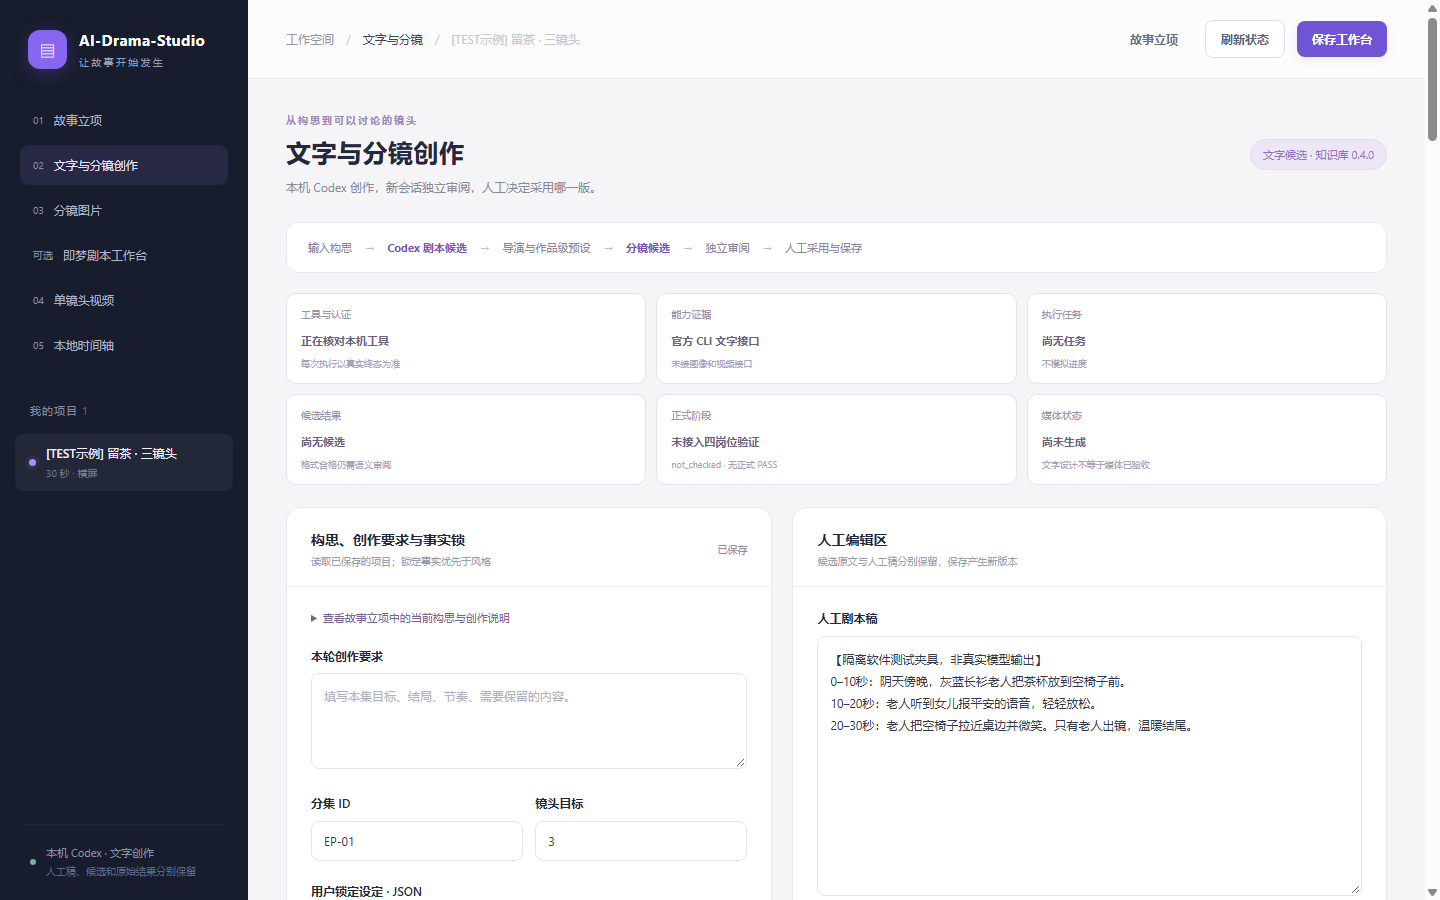 AI-Drama-Studio
让故事开始发生
01 故事立项
02 文字与分镜创作
03 分镜图片
可选 即梦剧本工作台
04 单镜头视频
05 本地时间轴
我的项目 1
[TEST示例] 留茶 · 三镜头
30 秒 · 横屏
本机 Codex · 文字创作
人工稿、候选和原始结果分别保留
工作空间 / 文字与分镜 / [TEST示例] 留茶 · 三镜头
故事立项
刷新状态
保存工作台
从构思到可以讨论的镜头
文字与分镜创作
本机 Codex 创作，新会话独立审阅，人工决定采用哪一版。
文字候选 · 知识库 0.4.0
输入构思 → Codex 剧本候选 → 导演与作品级预设 → 分镜候选 → 独立审阅 → 人工采用与保存
工具与认证
正在核对本机工具
每次执行以真实终态为准
能力证据
官方 CLI 文字接口
未接图像和视频接口
执行任务
尚无任务
不模拟进度
候选结果
尚无候选
格式合格仍需语义审阅
正式阶段
未接入四岗位验证
not_checked · 无正式 PASS
媒体状态
尚未生成
文字设计不等于媒体已验收
构思、创作要求与事实锁
读取已保存的项目；锁定事实优先于风格
已保存
▶ 查看故事立项中的当前构思与创作说明
本轮创作要求
填写本集目标、结局、节奏、需要保留的内容。
分集 ID
镜头目标
EP-01
3
用户锁定设定 · JSON
人工编辑区
候选原文与人工稿分别保留，保存产生新版本
人工剧本稿
【隔离软件测试夹具，非真实模型输出】
0–10秒：阴天傍晚，灰蓝长衫老人把茶杯放到空椅子前。
10–20秒：老人听到女儿报平安的语音，轻轻放松。
20–30秒：老人把空椅子拉近桌边并微笑。只有老人出镜，温暖结尾。